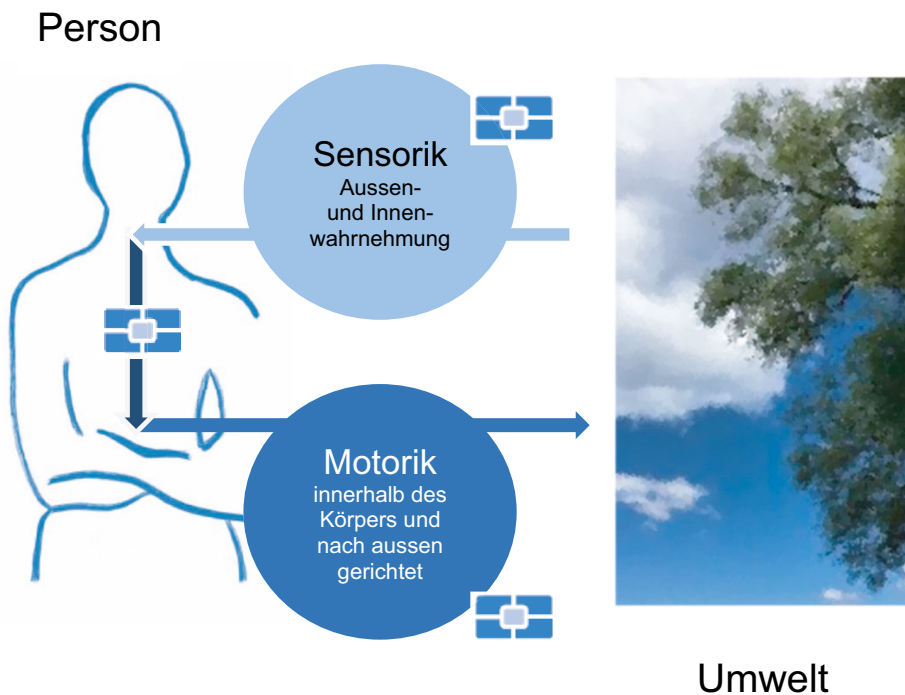 Person
Sensorik
Aussen-
und Innen-
wahrnehmung
Motorik
innerhalb des
Körpers und
nach aussen
gerichtet
Umwelt